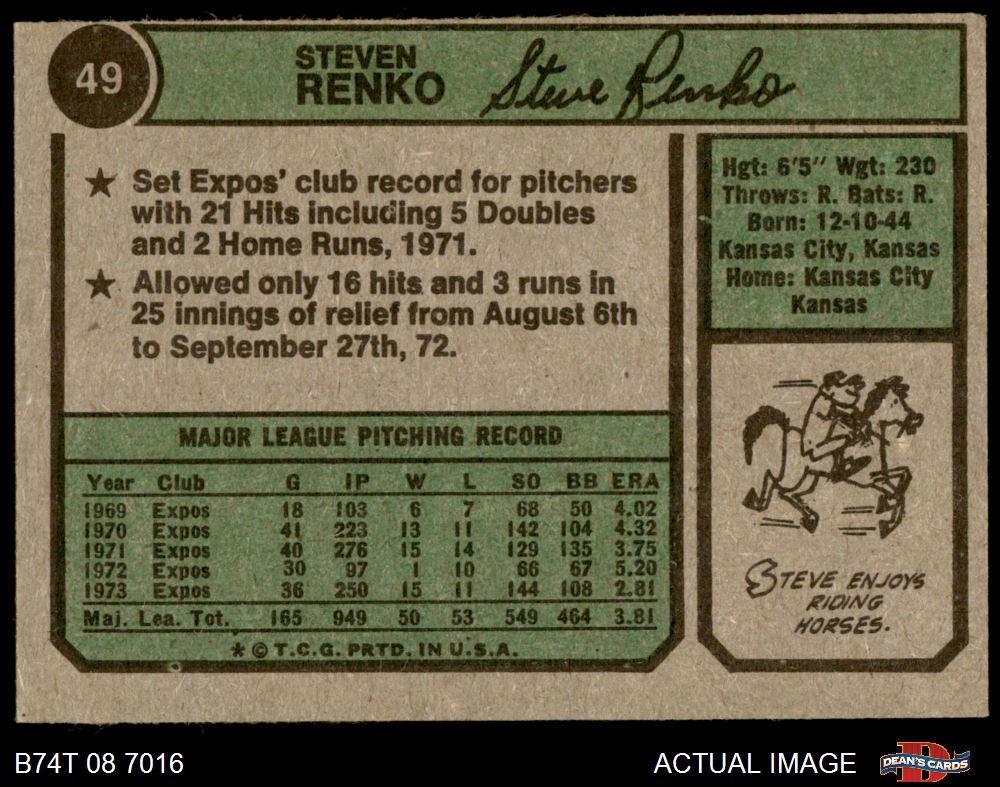 49
STEVEN
RENKO
Steve Renko
★ Set Expos' club record for pitchers
with 21 Hits including 5 Doubles
and 2 Home Runs, 1971.
★ Allowed only 16 hits and 3 runs in
25 innings of relief from August 6th
to September 27th, 72.
MAJOR LEAGUE PITCHING RECORD
Year Club G IP W L SO BB ERA
1969 Expos 18 103 6 7 68 50 4.02
1970 Expos 41 223 13 11 142 104 4.32
1971 Expos 40 276 15 14 129 135 3.75
1972 Expos 30 97 1 10 66 67 5.20
1973 Expos 36 250 15 11 144 108 2.81
Maj. Lea. Tot. 165 949 50 53 549 464 3.81
* © T.C.G. PRTD. IN U.S.A.
Hgt: 6'5" Wgt: 230
Throws: R. Bats: R.
Born: 12-10-44
Kansas City, Kansas
Home: Kansas City
Kansas
STEVE ENJOYS
RIDING
HORSES.
B74T 08 7016
ACTUAL IMAGE
D
DEAN'S CARDS